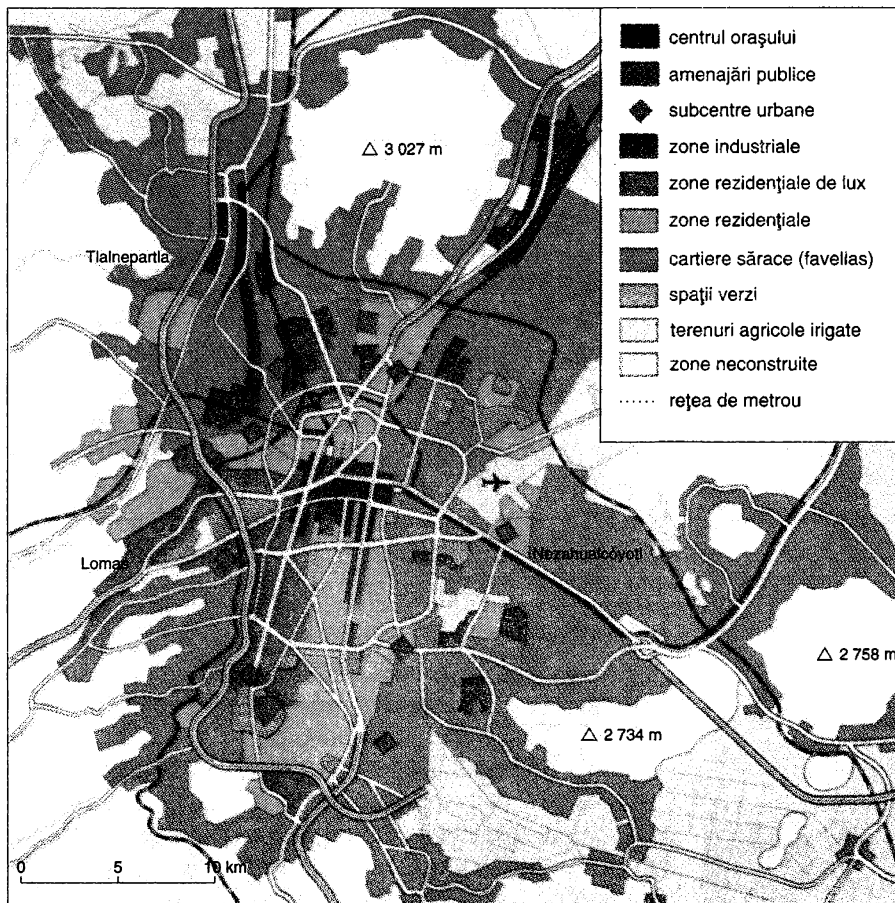 centrul orașului
amenajări publice
subcentre urbane
zone industriale
zone rezidențiale de lux
zone rezidențiale
cartiere sărace (favelias)
spații verzi
terenuri agricole irigate
zone neconstruite
rețea de metrou
△ 3 027 m
Tlalnepartla
Lomas
Nezahualcóyotl
△ 2 758 m
△ 2 734 m
0 5 10 km